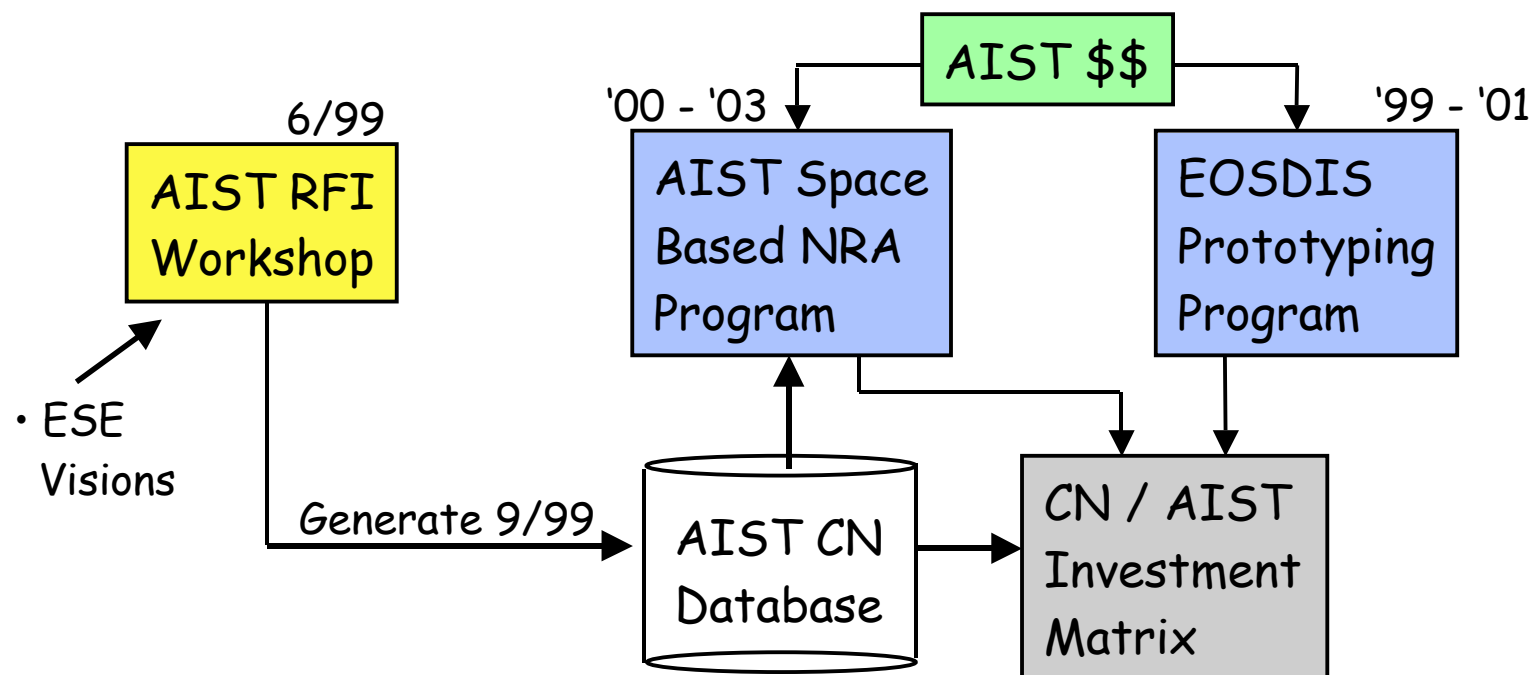 AIST $$
'00 - '03
'99 - '01
6/99
AIST RFI
Workshop
AIST Space
Based NRA
Program
EOSDIS
Prototyping
Program
• ESE
Visions
Generate 9/99
AIST CN
Database
CN / AIST
Investment
Matrix